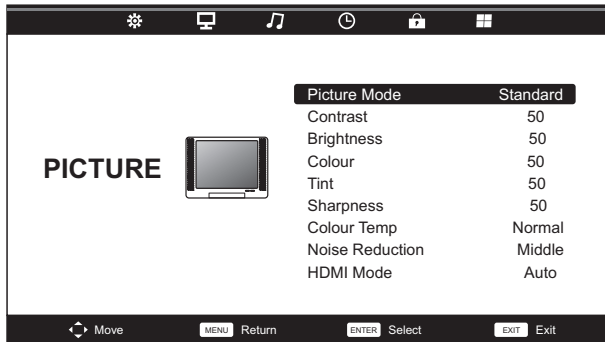 Picture Mode Standard
Contrast 50
Brightness 50
Colour 50
PICTURE
Tint 50
Sharpness 50
Colour Temp Normal
Noise Reduction Middle
HDMI Mode Auto
Move MENU Return ENTER Select EXIT Exit